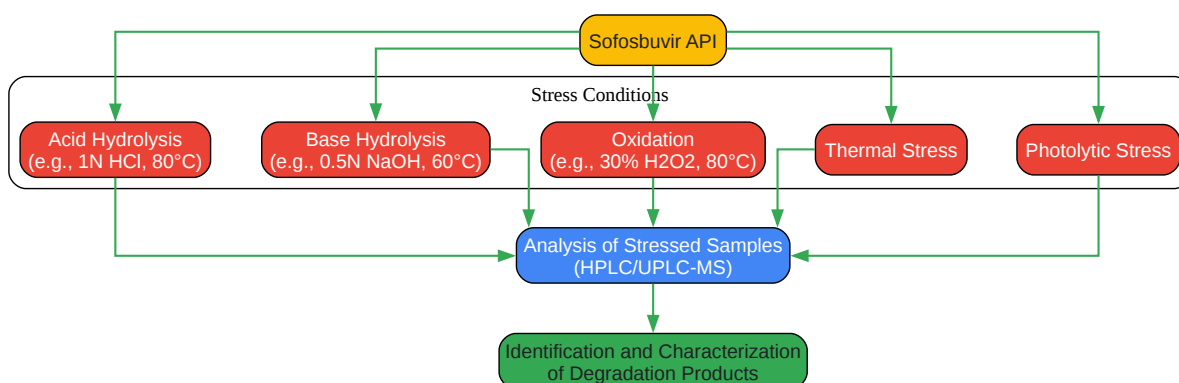 Sofosbuvir API
Stress Conditions
Acid Hydrolysis
(e.g., 1N HCl, 80°C)
Base Hydrolysis
(e.g., 0.5N NaOH, 60°C)
Oxidation
(e.g., 30% H2O2, 80°C)
Thermal Stress
Photolytic Stress
Analysis of Stressed Samples
(HPLC/UPLC-MS)
Identification and Characterization
of Degradation Products